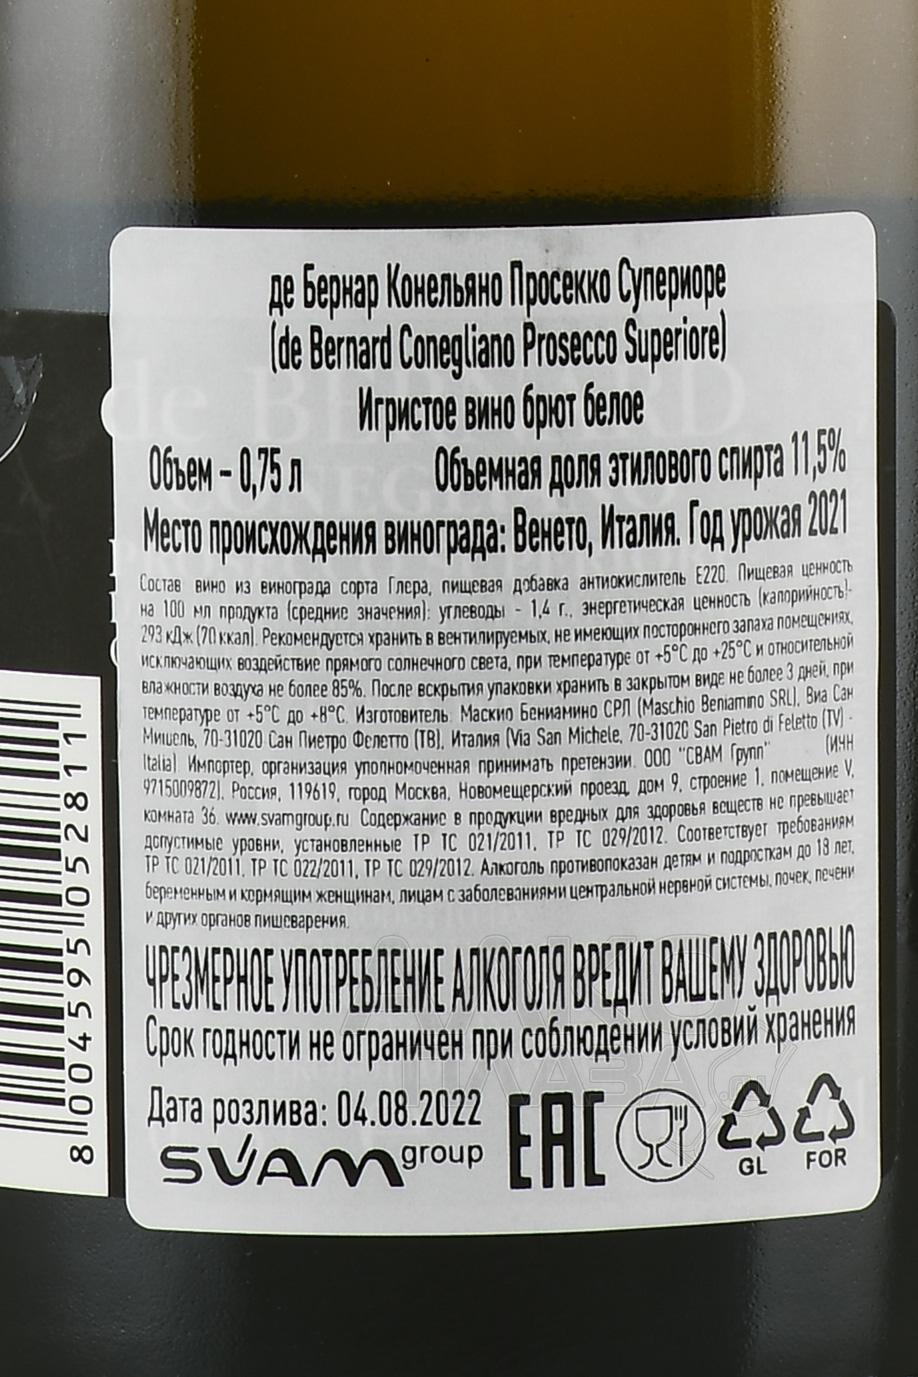 де Бернар Конельяно Просекко Супериоре
(de Bernard Conegliano Prosecco Superiore)
Игристое вино брют белое
Объем – 0,75 л Объемная доля этилового спирта 11,5%
Место происхождения винограда: Венето, Италия. Год урожая 2021
Состав вино из винограда сорта Глера, пищевая добавка антиокислитель Е220. Пищевая ценность
на 100 мл продукта (средние значения): углеводы - 1,4 г., энергетическая ценность (калорийность)-
293 кДж (70 ккал). Рекомендуется хранить в вентилируемых, не имеющих постороннего запаха помещениях,
исключающих воздействие прямого солнечного света, при температуре от +5°С до +25°С и относительной
влажности воздуха не более 85%. После вскрытия упаковки хранить в закрытом виде не более 3 дней, при
температуре от +5°С до +8°С. Изготовитель: Маскио Бениамино СРЛ (Maschio Beniamino SRL), Виа Сан
Мишель, 70-31020 Сан Пиетро Фелетто (ТВ), Италия (Via San Michele, 70-31020 San Pietro di Feletto (TV) -
Italia). Импортер, организация уполномоченная принимать претензии: ООО "СВАМ Групп" (ИНН
9715009872), Россия, 119619, город Москва, Новомещерский проезд, дом 9, строение 1, помещение V,
комната 36. www.svamgroup.ru Содержание в продукции вредных для здоровья веществ не превышает
допустимые уровни, установленные ТР ТС 021/2011, ТР ТС 029/2012. Соответствует требованиям
ТР ТС 021/2011, ТР ТС 022/2011, ТР ТС 029/2012. Алкоголь противопоказан детям и подросткам до 18 лет,
беременным и кормящим женщинам, лицам с заболеваниями центральной нервной системы, почек, печени
и других органов пищеварения.
ЧРЕЗМЕРНОЕ УПОТРЕБЛЕНИЕ АЛКОГОЛЯ ВРЕДИТ ВАШЕМУ ЗДОРОВЬЮ
Срок годности не ограничен при соблюдении условий хранения
Дата розлива: 04.08.2022
SVAM group EAC GL FOR
8 004595 052811
de BERNARD